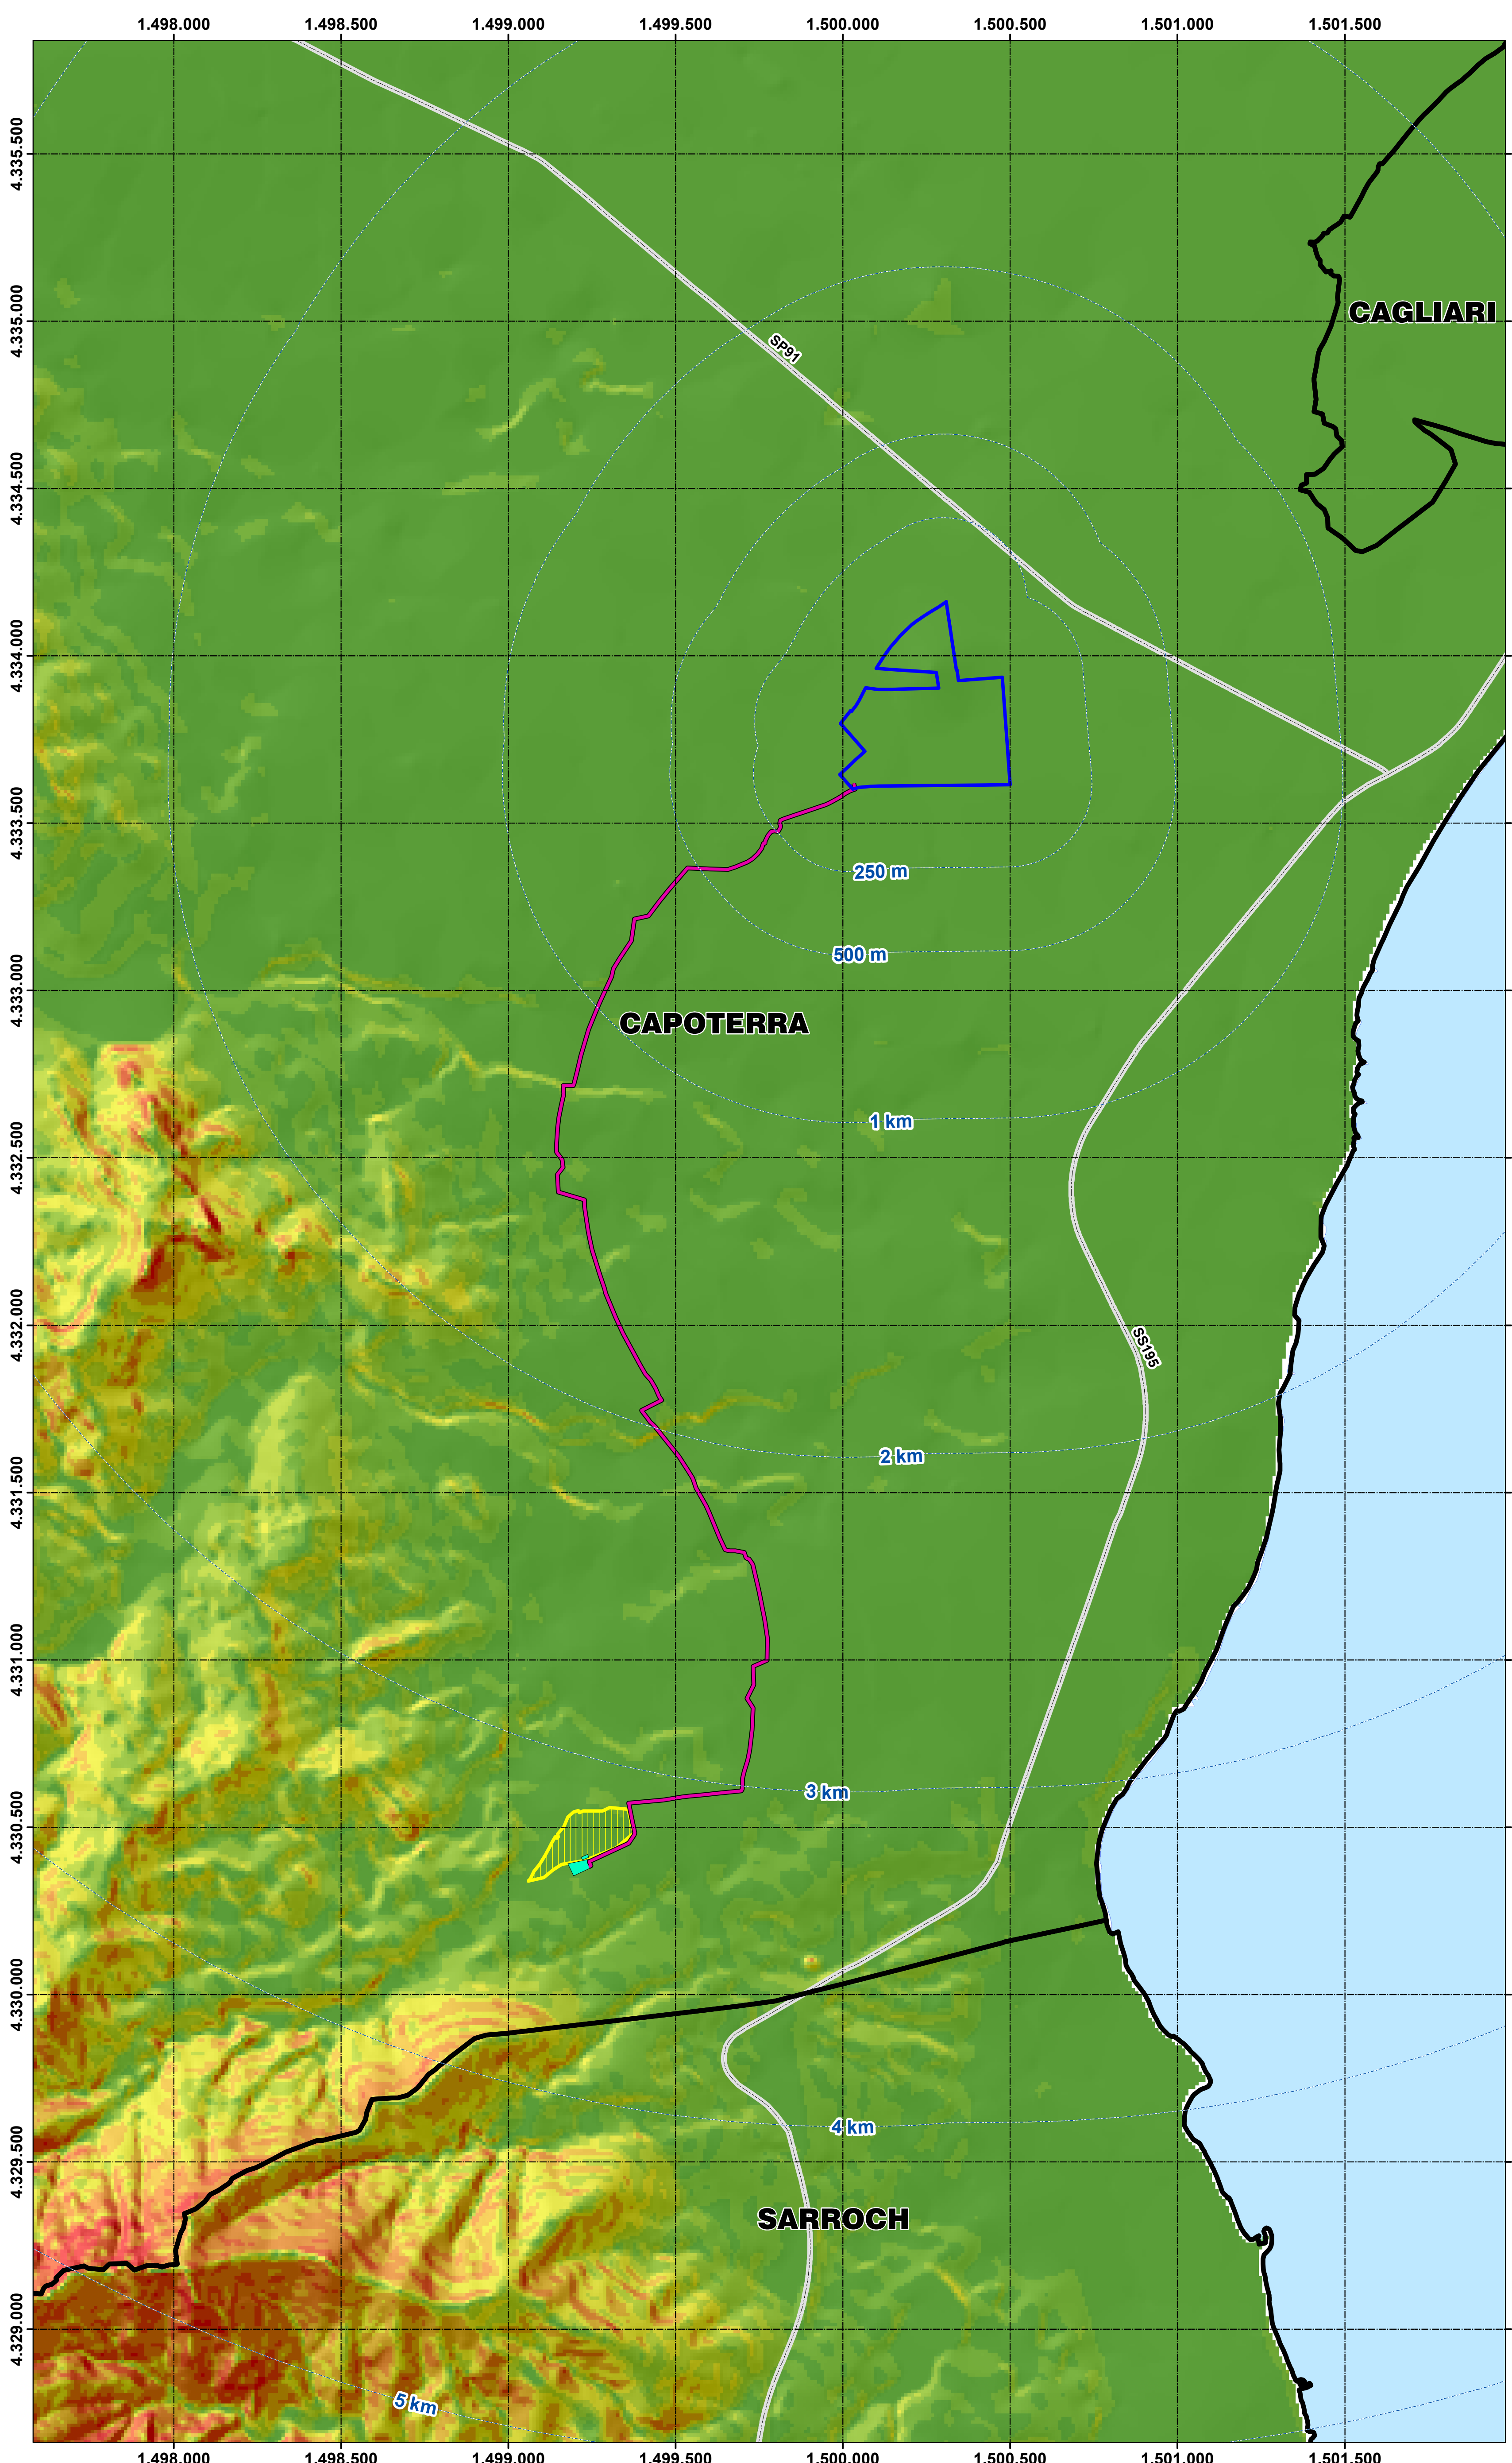 1.498.000 1.498.500 1.499.000 1.499.500 1.500.000 1.500.500 1.501.000 1.501.500
4.335.500
CAGLIARI
4.335.000
SP91
4.334.500
4.334.000
4.333.500
250 m
500 m
4.333.000
CAPOTERRA
1 km
4.332.500
4.332.000
SS195
2 km
4.331.500
4.331.000
3 km
4.330.500
4.330.000
4 km
4.329.500
SARROCH
4.329.000
5 km
1.498.000 1.498.500 1.499.000 1.499.500 1.500.000 1.500.500 1.501.000 1.501.500